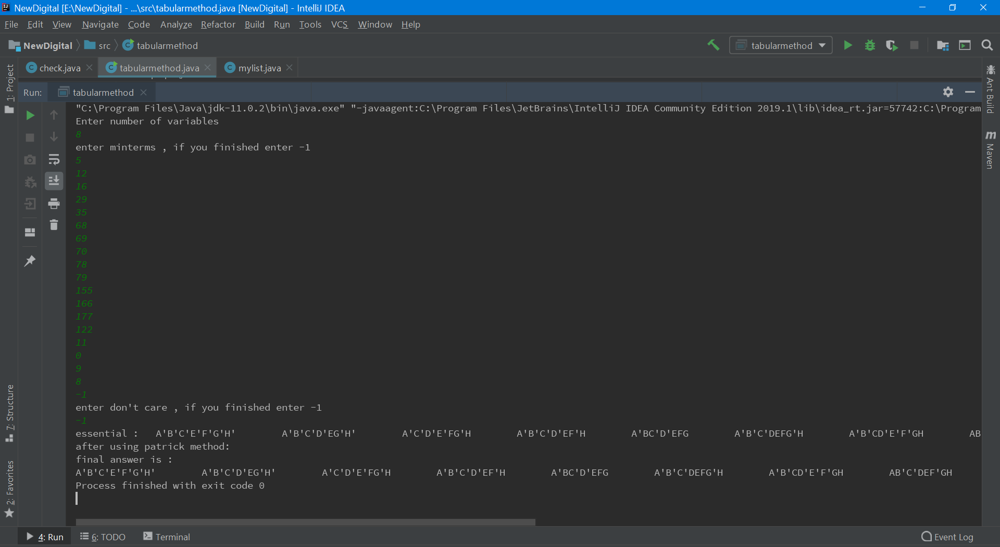 NewDigital [E:\NewDigital] - ...\src\tabularmethod.java [NewDigital] - IntelliJ IDEA
File Edit View Navigate Code Analyze Refactor Build Run Tools VCS Window Help
NewDigital src tabularmethod tabularmethod
check.java tabularmethod.java mylist.java
1: Project
Ant Build
Maven
Run: tabularmethod
"C:\Program Files\Java\jdk-11.0.2\bin\java.exe" "-javaagent:C:\Program Files\JetBrains\IntelliJ IDEA Community Edition 2019.1\lib\idea_rt.jar=57742:C:\Program
Enter number of variables
8
enter minterms , if you finished enter -1
5
12
16
29
35
68
69
70
78
79
155
166
177
122
11
0
9
8
-1
enter don't care , if you finished enter -1
-1
essential : A'B'C'E'F'G'H' A'B'C'D'EG'H' A'C'D'E'FG'H A'B'C'D'EF'H A'BC'D'EFG A'B'C'DEFG'H A'B'CD'E'F'GH AB
after using patrick method:
final answer is :
A'B'C'E'F'G'H' A'B'C'D'EG'H' A'C'D'E'FG'H A'B'C'D'EF'H A'BC'D'EFG A'B'C'DEFG'H A'B'CD'E'F'GH AB'C'DEF'GH
Process finished with exit code 0
7: Structure
2: Favorites
4: Run 6: TODO Terminal Event Log